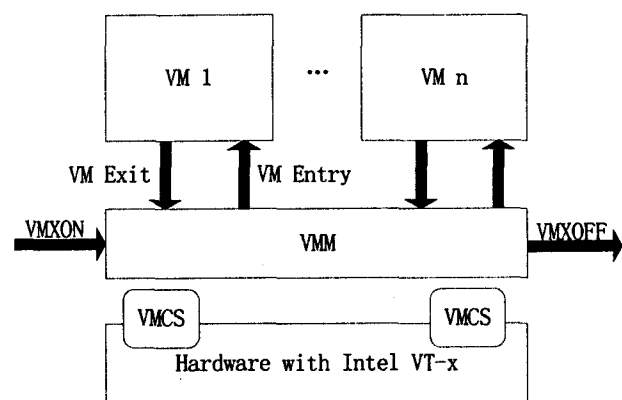 VM 1
...
VM n
VM Exit
VM Entry
VMXON
VMM
VMXOFF
VMCS
VMCS
Hardware with Intel VT-x